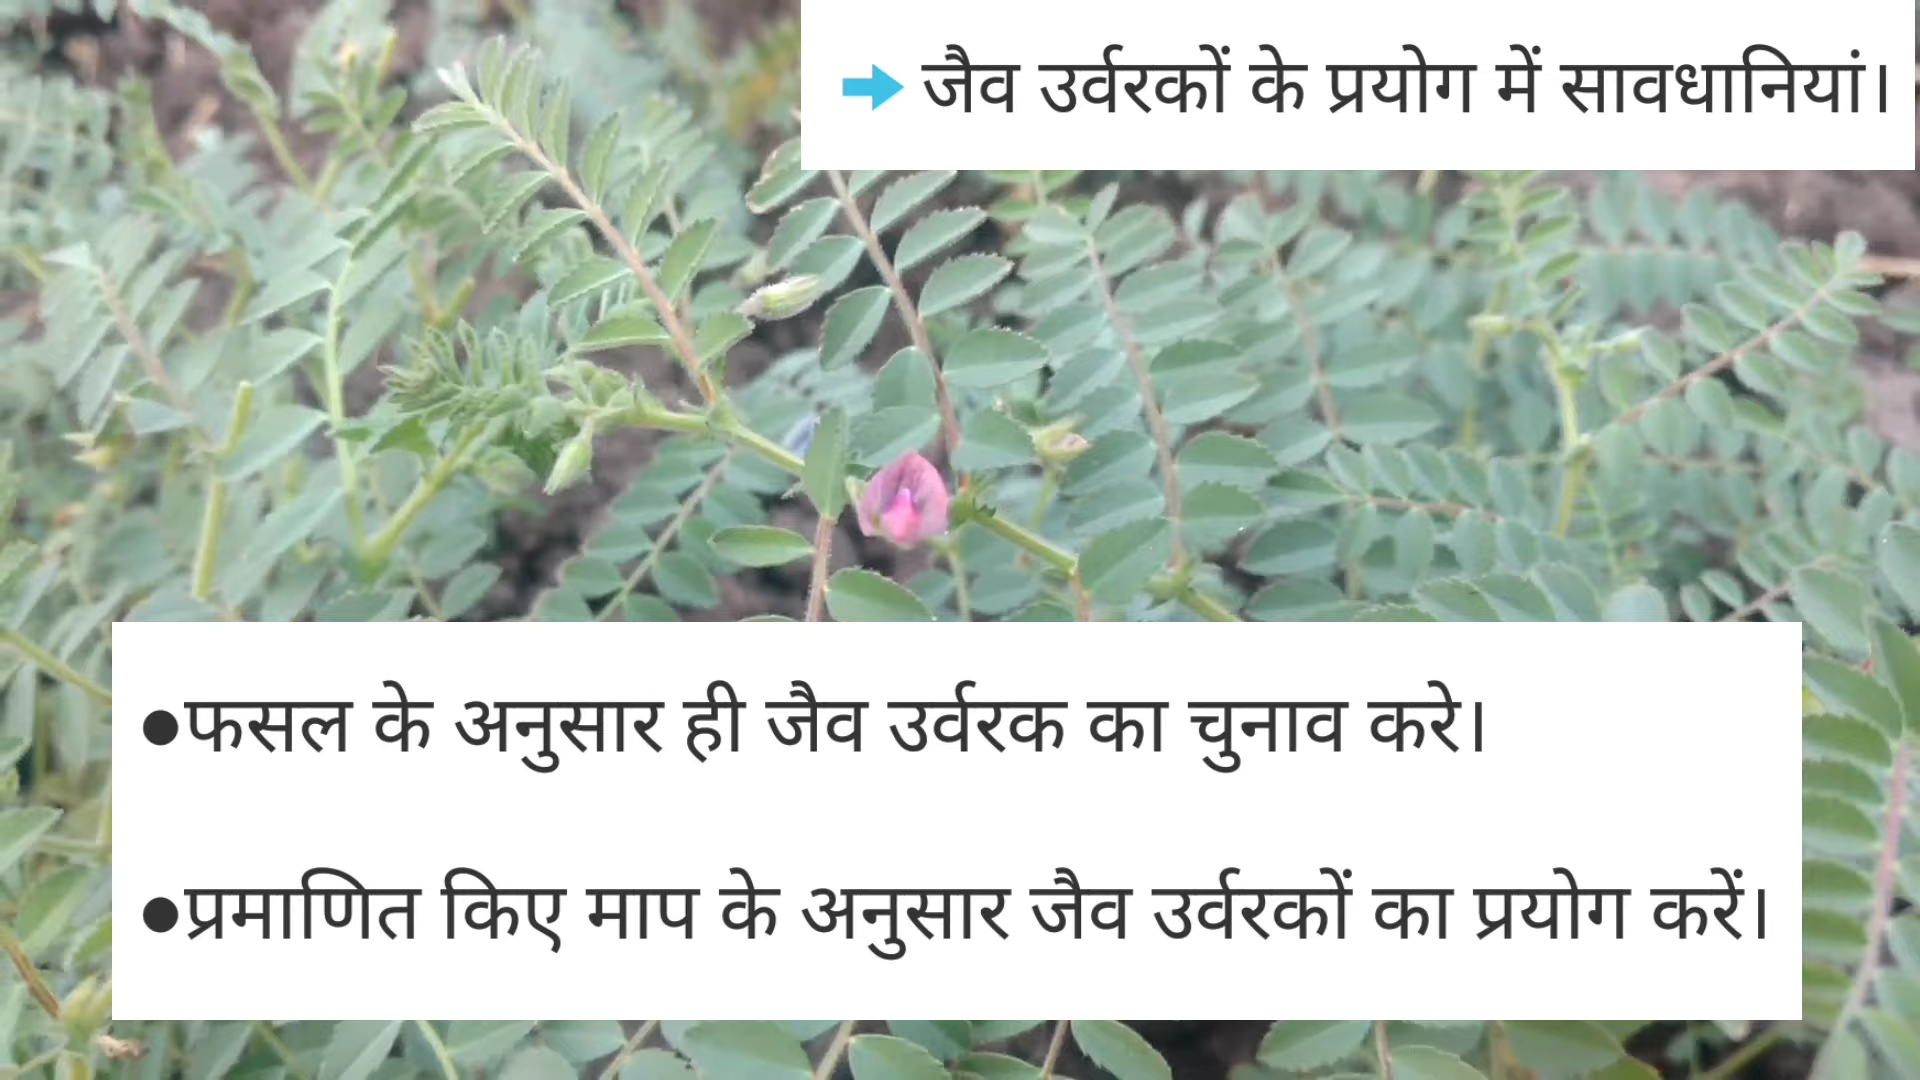 ➡ जैव उर्वरकों के प्रयोग में सावधानियां।
●फसल के अनुसार ही जैव उर्वरक का चुनाव करे।
●प्रमाणित किए माप के अनुसार जैव उर्वरकों का प्रयोग करें।